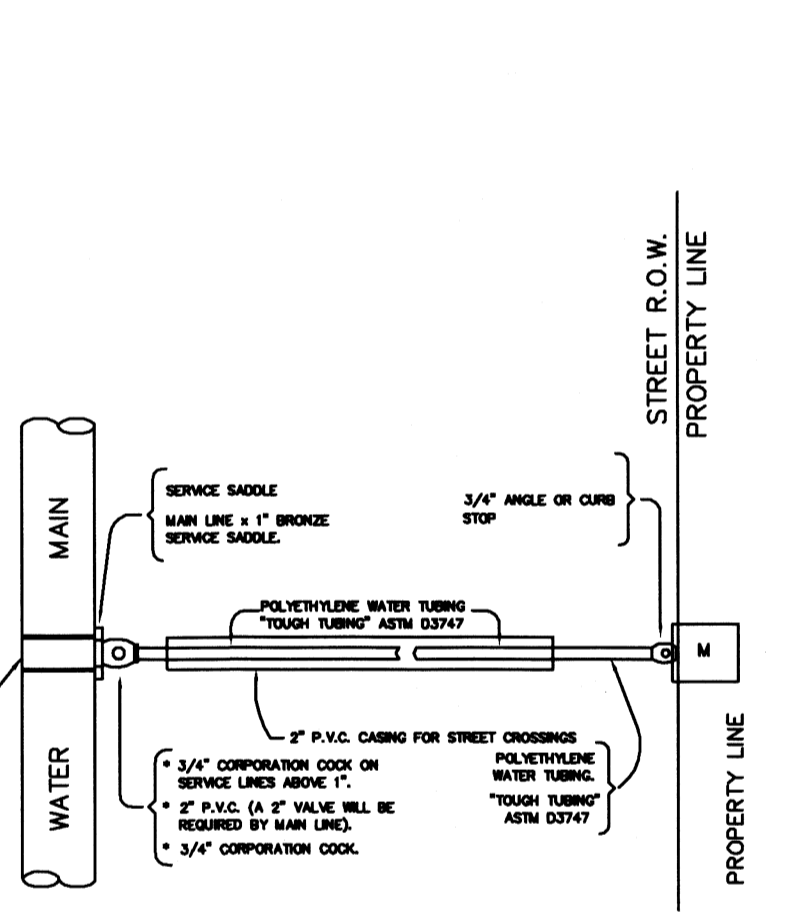 STREET R.O.W.
PROPERTY LINE
MAIN
SERVICE SADDLE
MAIN LINE x 1" BRONZE
SERVICE SADDLE.
3/4" ANGLE OR CURB
STOP
POLYETHYLENE WATER TUBING
"TOUGH TUBING" ASTM D3747
M
2" P.V.C. CASING FOR STREET CROSSINGS
WATER
* 3/4" CORPORATION COCK ON
SERVICE LINES ABOVE 1".
* 2" P.V.C. (A 2" VALVE WILL BE
REQUIRED BY MAIN LINE).
* 3/4" CORPORATION COCK.
POLYETHYLENE
WATER TUBING.
"TOUGH TUBING"
ASTM D3747
PROPERTY LINE